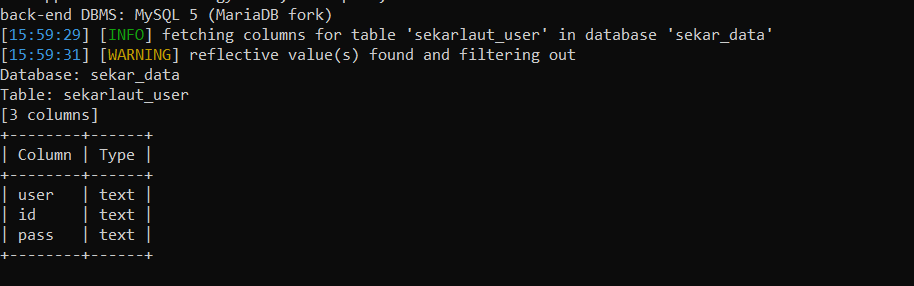 back-end DBMS: MySQL 5 (MariaDB fork)
[15:59:29] [INFO] fetching columns for table 'sekarlaut_user' in database 'sekar_data'
[15:59:31] [WARNING] reflective value(s) found and filtering out
Database: sekar_data
Table: sekarlaut_user
[3 columns]
+--------+------+
| Column | Type |
+--------+------+
| user   | text |
| id     | text |
| pass   | text |
+--------+------+